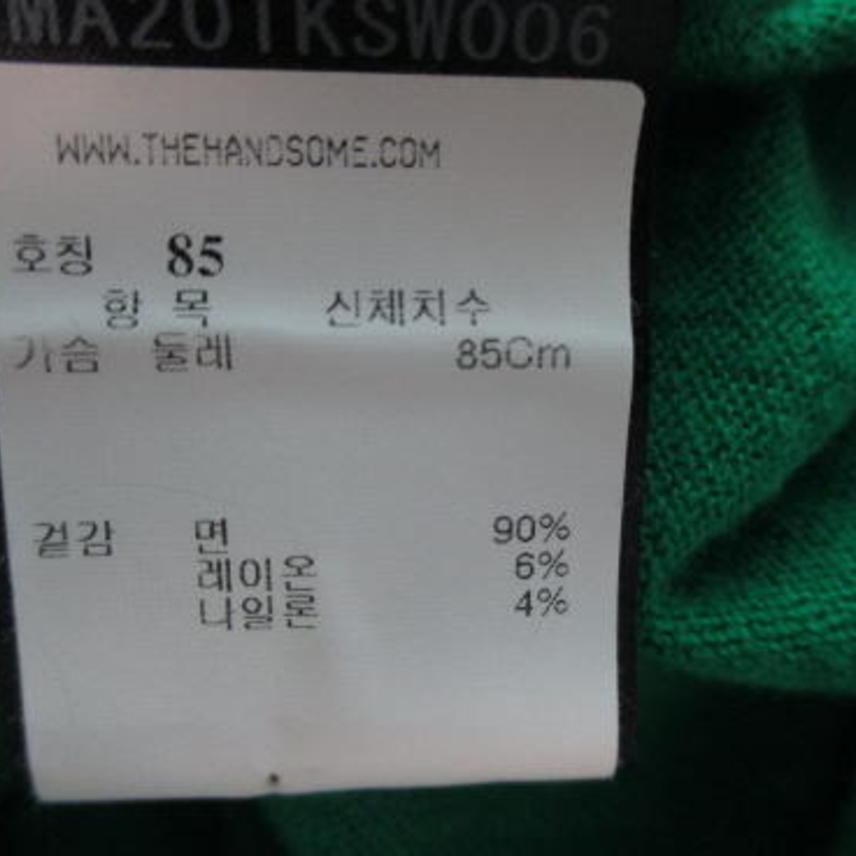 MA201KSW006
WWW.THEHANDSOME.COM
호칭 85
항 목 신체치수
가슴 둘레 85Cm
겉감 면 90%
레이온 6%
나일론 4%